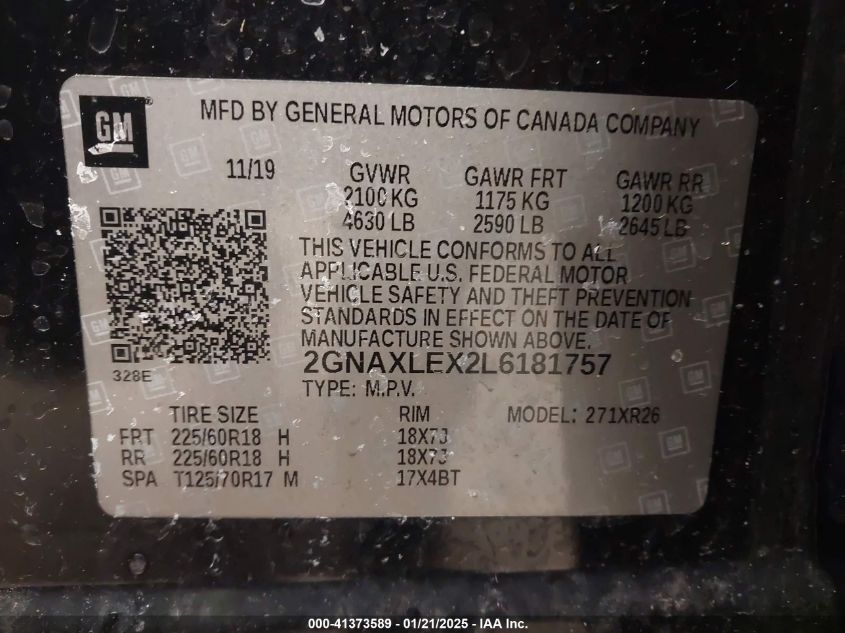 GM
MFD BY GENERAL MOTORS OF CANADA COMPANY
11/19 GVWR GAWR FRT GAWR RR
2100 KG 1175 KG 1200 KG
4630 LB 2590 LB 2645 LB
THIS VEHICLE CONFORMS TO ALL
APPLICABLE U.S. FEDERAL MOTOR
VEHICLE SAFETY AND THEFT PREVENTION
STANDARDS IN EFFECT ON THE DATE OF
MANUFACTURE SHOWN ABOVE.
328E
2GNAXLEX2L6181757
TYPE: M.P.V.
TIRE SIZE RIM MODEL: 271XR26
FRT 225/60R18 H 18X7J
RR 225/60R18 H 18X7J
SPA T125/70R17 M 17X4BT
000-41373589 - 01/21/2025 - IAA Inc.